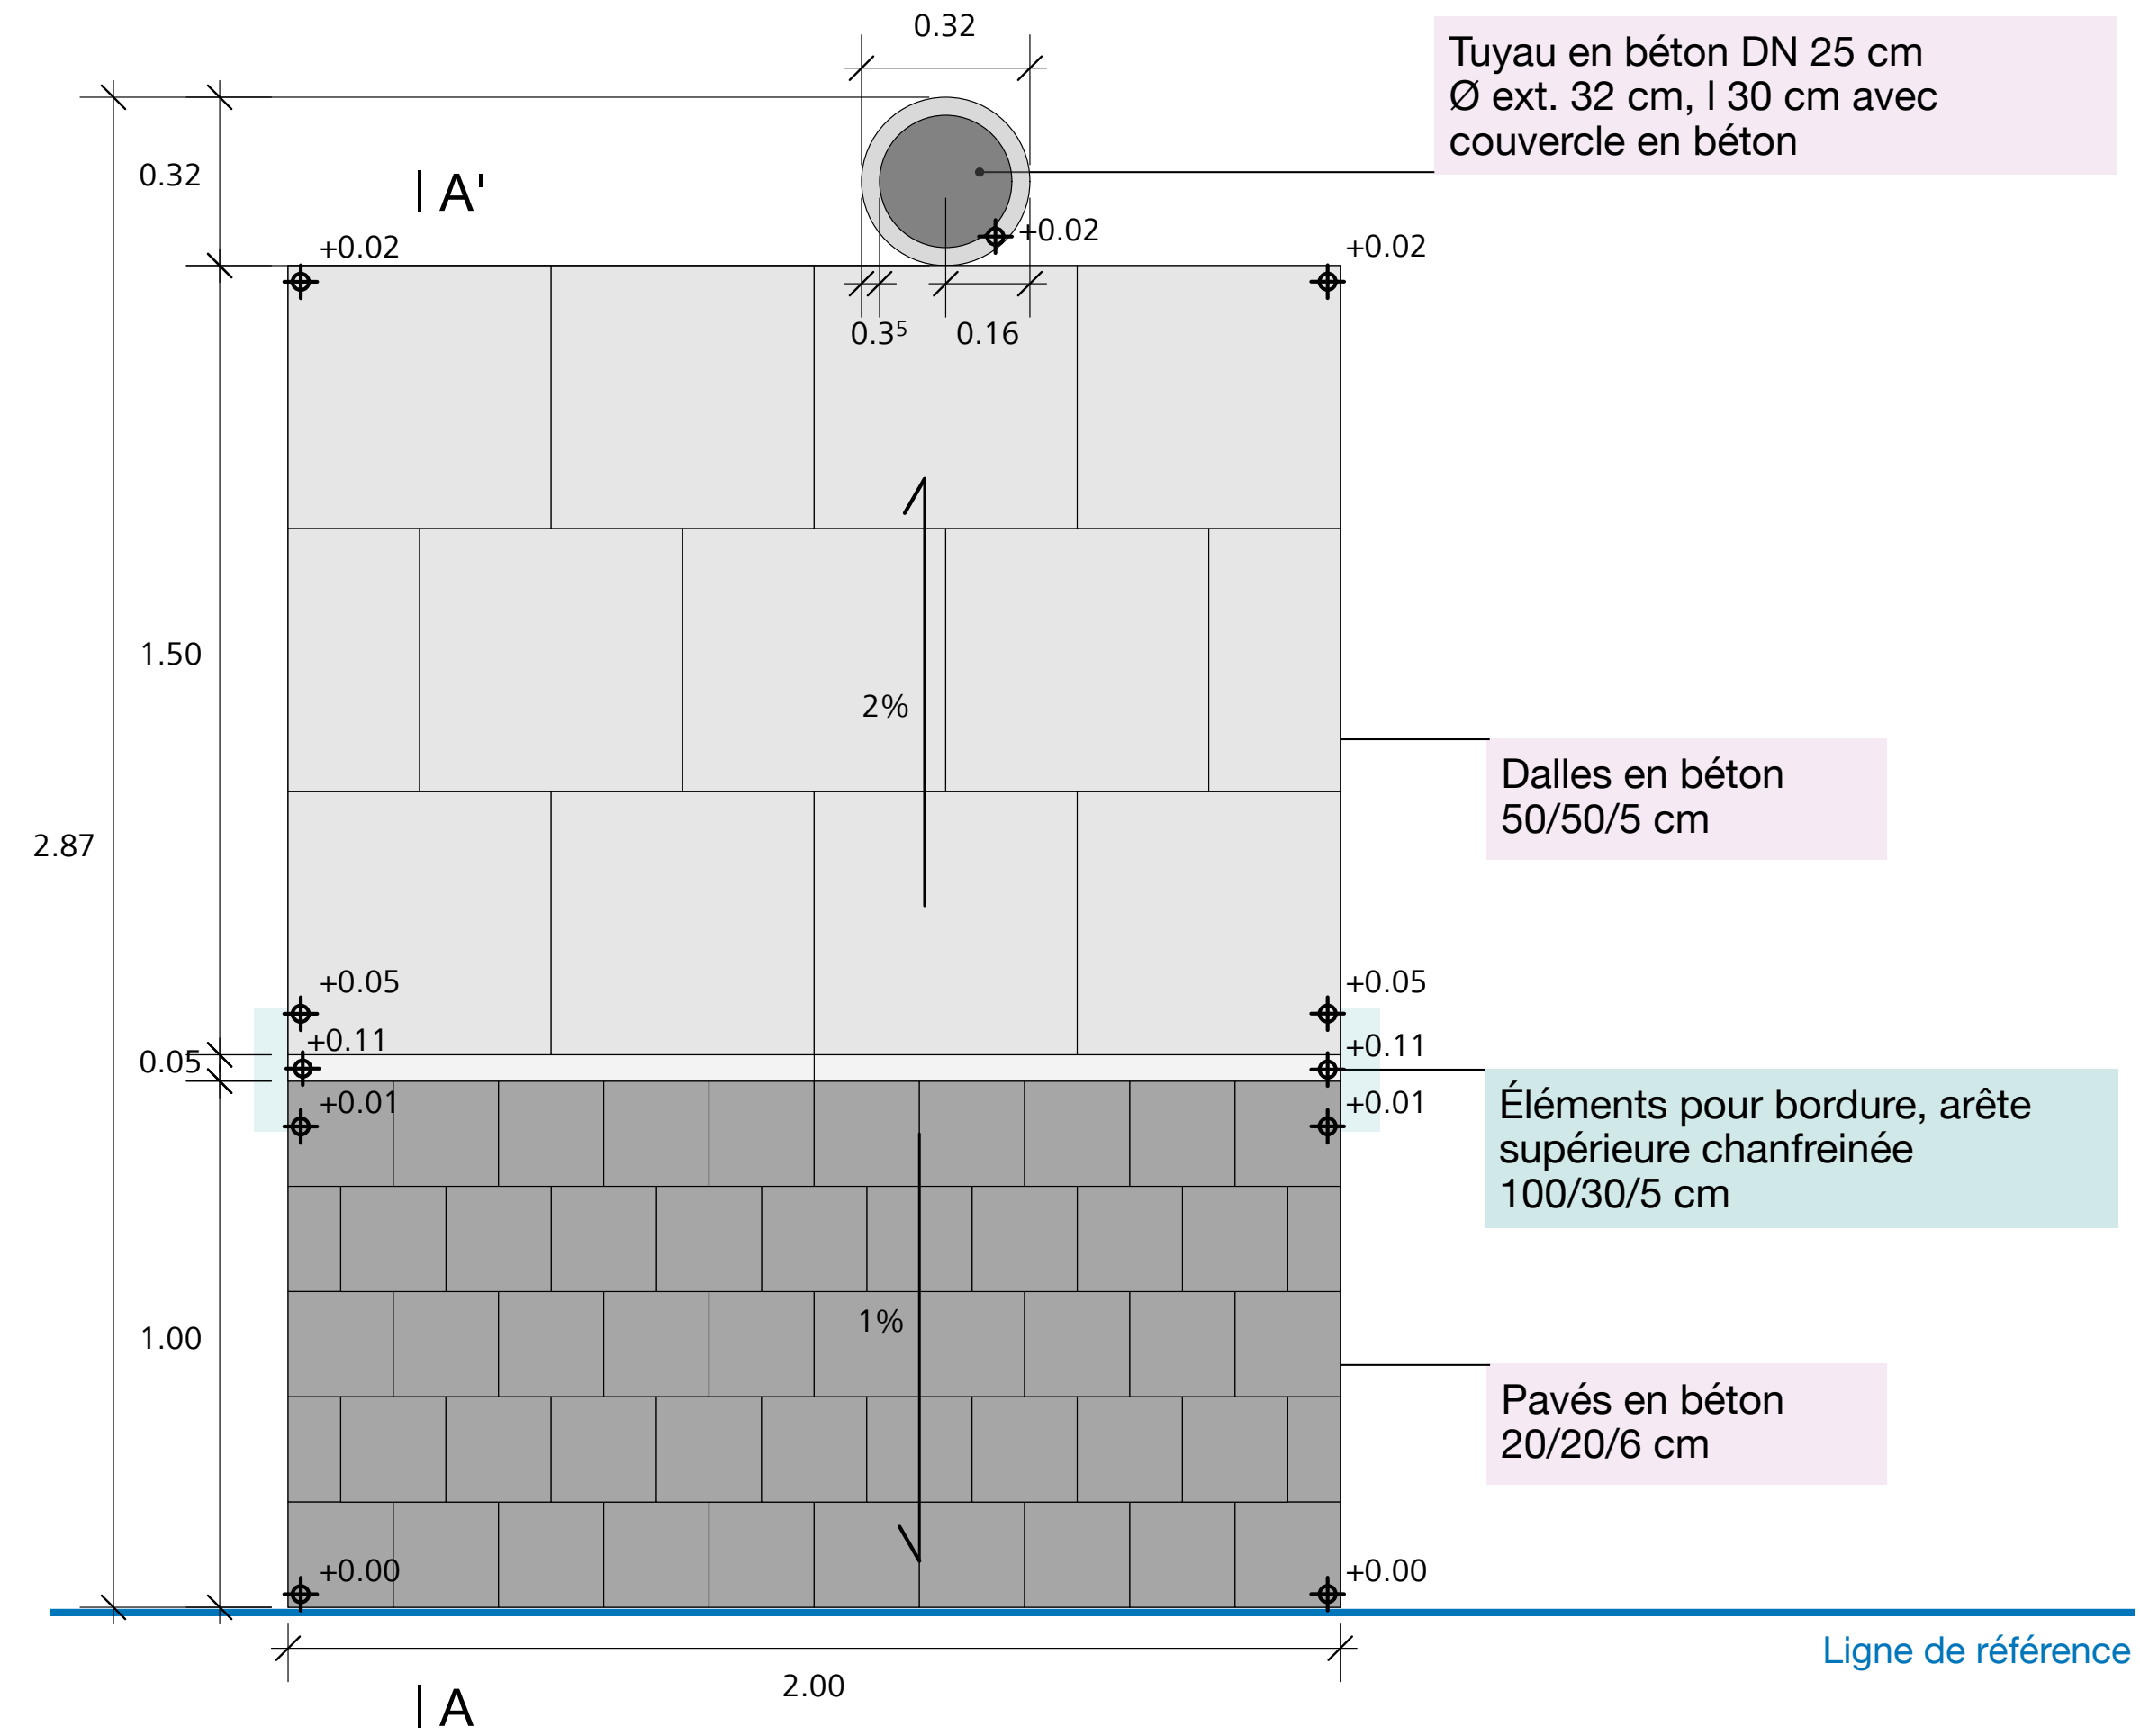 0.32
Tuyau en béton DN 25 cm
Ø ext. 32 cm, l 30 cm avec
couvercle en béton
0.32
A'
+0.02
+0.02
+0.02
0.3⁵
0.16
1.50
2%
Dalles en béton
50/50/5 cm
2.87
+0.05
+0.05
+0.11
+0.11
0.05
+0.01
+0.01
Éléments pour bordure, arête
supérieure chanfreinée
100/30/5 cm
1.00
1%
Pavés en béton
20/20/6 cm
+0.00
+0.00
Ligne de référence
2.00
A